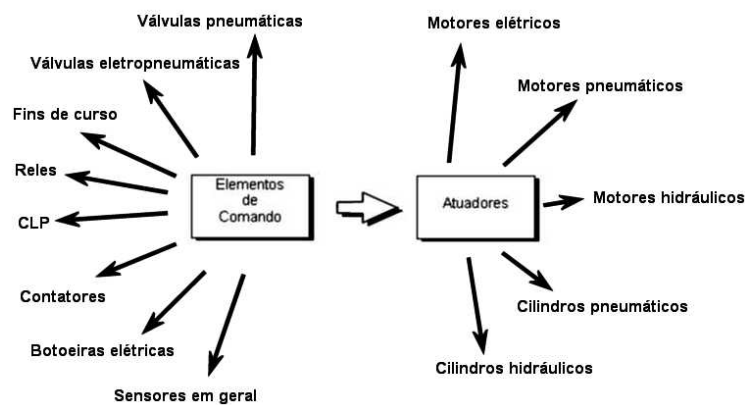 Válvulas pneumáticas
Válvulas eletropneumáticas
Fins de curso
Reles
CLP
Contatores
Botoeiras elétricas
Sensores em geral
Elementos
de
Comando
Atuadores
Motores elétricos
Motores pneumáticos
Motores hidráulicos
Cilindros pneumáticos
Cilindros hidráulicos